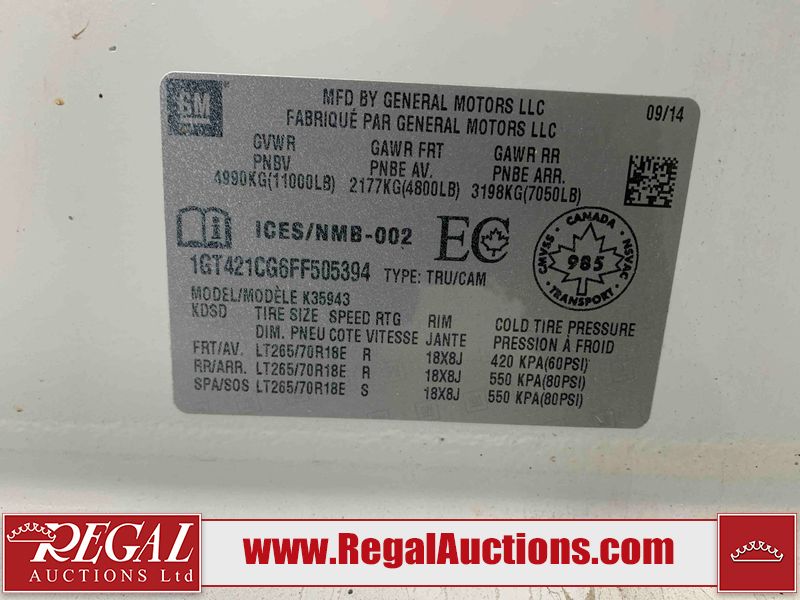 GM
MFD BY GENERAL MOTORS LLC
FABRIQUÉ PAR GENERAL MOTORS LLC
09/14
GVWR GAWR FRT GAWR RR
PNBV PNBE AV. PNBE ARR.
4990KG(11000LB) 2177KG(4800LB) 3198KG(7050LB)
ICES/NMB-002
EC
CANADA
CMVSS NSVAC
985
TRANSPORT
1GT421CG6FF505394 TYPE: TRU/CAM
MODEL/MODÈLE K35943
KDSD TIRE SIZE SPEED RTG RIM COLD TIRE PRESSURE
DIM. PNEU COTE VITESSE JANTE PRESSION À FROID
FRT/AV. LT265/70R18E R 18X8J 420 KPA(60PSI)
RR/ARR. LT265/70R18E R 18X8J 550 KPA(80PSI)
SPA/SOS LT265/70R18E S 18X8J 550 KPA(80PSI)
REGAL
AUCTIONS Ltd
www.RegalAuctions.com